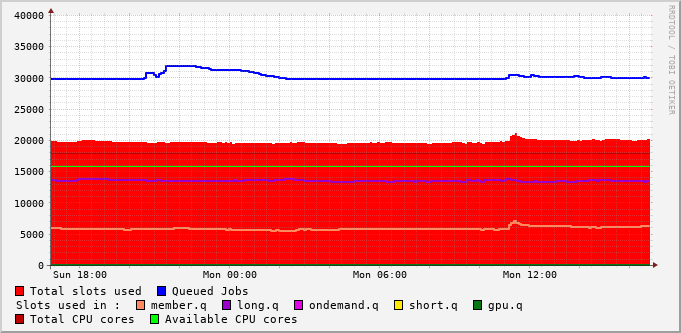 40000
35000
30000
25000
20000
15000
10000
5000
0
Sun 18:00 Mon 00:00 Mon 06:00 Mon 12:00
RRDTOOL / TOBI OETIKER
Total slots used Queued Jobs
Slots used in : member.q long.q ondemand.q short.q gpu.q
Total CPU cores Available CPU cores